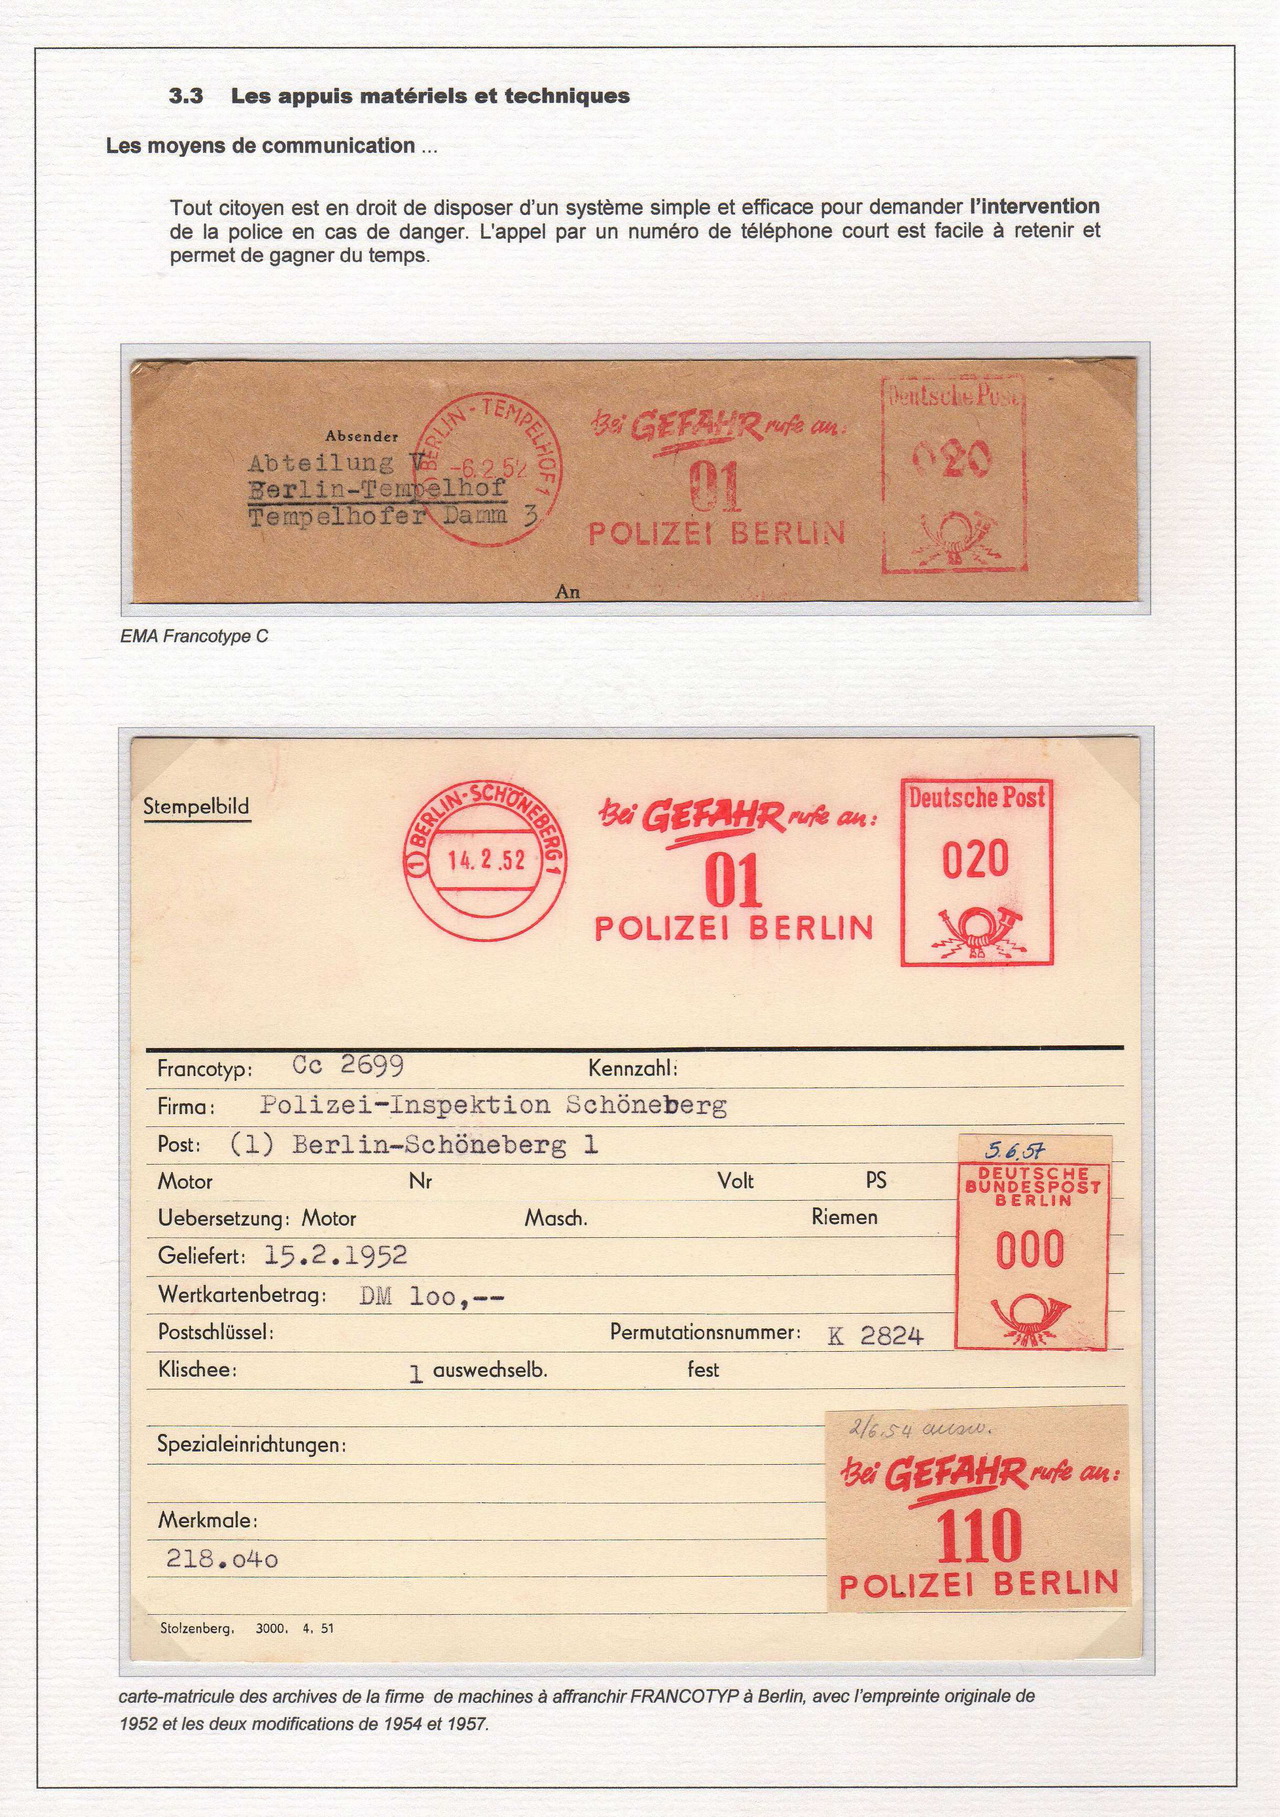 3.3 Les appuis matériels et techniques
Les moyens de communication ...
Tout citoyen est en droit de disposer d'un système simple et efficace pour demander l'intervention
de la police en cas de danger. L'appel par un numéro de téléphone court est facile à retenir et
permet de gagner du temps.
Absender
Abteilung V
Berlin-Tempelhof
Tempelhofer Damm 3
An
BERLIN-TEMPELHOF 1
-6.2.52
Bei GEFAHR rufe an:
01
POLIZEI BERLIN
Deutsche Post
020
EMA Francotype C
Stempelbild
(1) BERLIN-SCHÖNEBERG 1
14.2.52
Bei GEFAHR rufe an:
01
POLIZEI BERLIN
Deutsche Post
020
Francotyp: Cc 2699 Kennzahl:
Firma: Polizei-Inspektion Schöneberg
Post: (1) Berlin-Schöneberg 1
Motor Nr Volt PS
Uebersetzung: Motor Masch. Riemen
Geliefert: 15.2.1952
Wertkartenbetrag: DM loo,--
Postschlüssel: Permutationsnummer: K 2824
Klischee: 1 auswechselb. fest
Spezialeinrichtungen:
Merkmale:
218.o4o
Stolzenberg. 3000. 4. 51
5.6.57
DEUTSCHE
BUNDESPOST
BERLIN
000
2/6.54 ausw.
Bei GEFAHR rufe an:
110
POLIZEI BERLIN
carte-matricule des archives de la firme de machines à affranchir FRANCOTYP à Berlin, avec l'empreinte originale de
1952 et les deux modifications de 1954 et 1957.